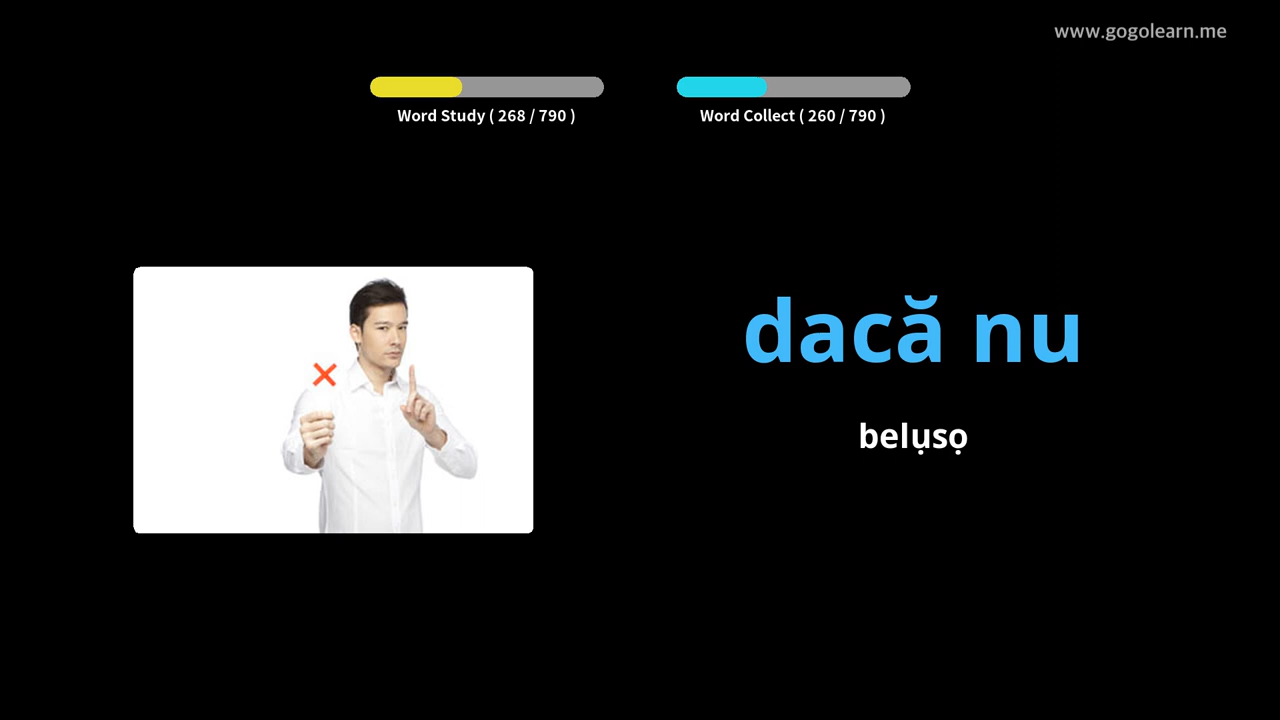 www.gogolearn.me
Word Study ( 268 / 790 )
Word Collect ( 260 / 790 )
dacă nu
belụsọ